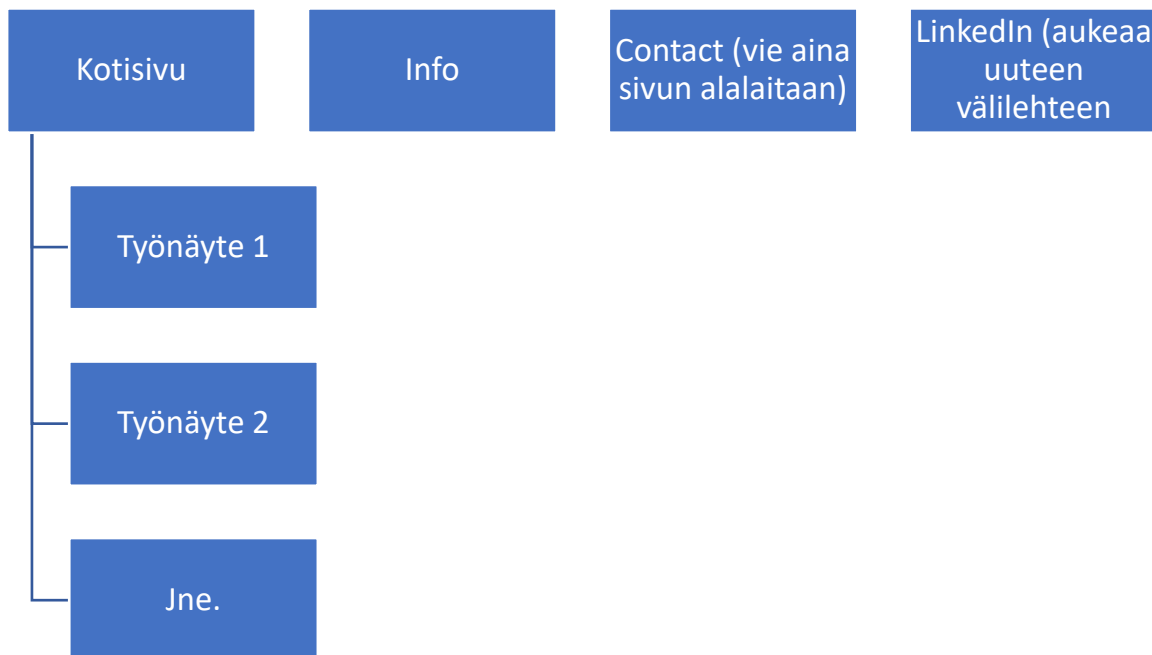 Kotisivu
Info
Contact (vie aina
sivun alalaitaan)
LinkedIn (aukeaa
uuteen
välilehteen
Työnäyte 1
Työnäyte 2
Jne.